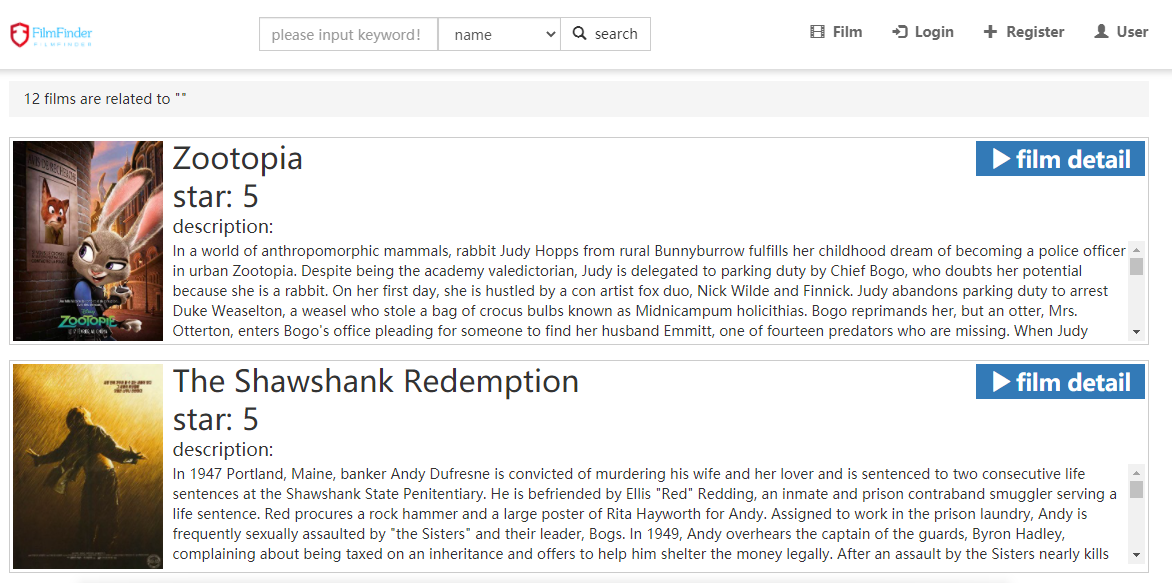 FilmFinder
FILMFINDER
please input keyword!
name
search
Film
Login
Register
User
12 films are related to ""
Zootopia
film detail
star: 5
description:
In a world of anthropomorphic mammals, rabbit Judy Hopps from rural Bunnyburrow fulfills her childhood dream of becoming a police officer
in urban Zootopia. Despite being the academy valedictorian, Judy is delegated to parking duty by Chief Bogo, who doubts her potential
because she is a rabbit. On her first day, she is hustled by a con artist fox duo, Nick Wilde and Finnick. Judy abandons parking duty to arrest
Duke Weaselton, a weasel who stole a bag of crocus bulbs known as Midnicampum holicithias. Bogo reprimands her, but an otter, Mrs.
Otterton, enters Bogo's office pleading for someone to find her husband Emmitt, one of fourteen predators who are missing. When Judy
ZOOTOPIE
The Shawshank Redemption
film detail
star: 5
description:
In 1947 Portland, Maine, banker Andy Dufresne is convicted of murdering his wife and her lover and is sentenced to two consecutive life
sentences at the Shawshank State Penitentiary. He is befriended by Ellis "Red" Redding, an inmate and prison contraband smuggler serving a
life sentence. Red procures a rock hammer and a large poster of Rita Hayworth for Andy. Assigned to work in the prison laundry, Andy is
frequently sexually assaulted by "the Sisters" and their leader, Bogs. In 1949, Andy overhears the captain of the guards, Byron Hadley,
complaining about being taxed on an inheritance and offers to help him shelter the money legally. After an assault by the Sisters nearly kills